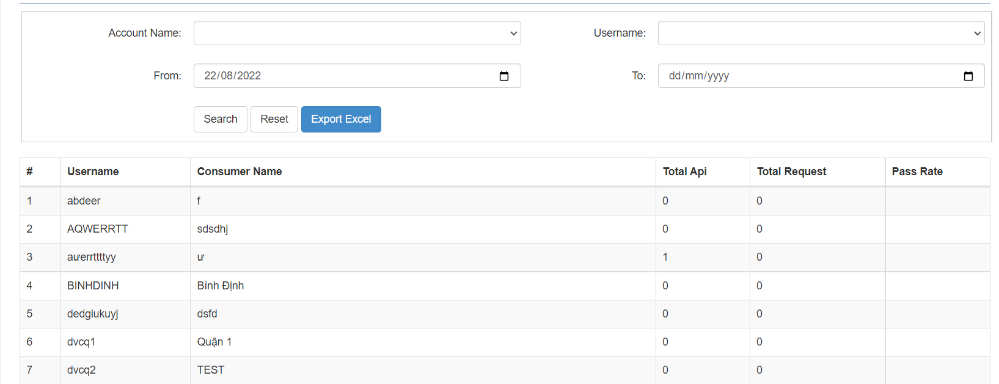 Account Name: Username:
From: 22/08/2022 To: dd/mm/yyyy
Search Reset Export Excel
# Username Consumer Name Total Api Total Request Pass Rate
1 abdeer f 0 0
2 AQWERRTT sdsdhj 0 0
3 aưerrttttyy ư 1 0
4 BINHDINH Bình Định 0 0
5 dedgiukuyj dsfd 0 0
6 dvcq1 Quận 1 0 0
7 dvcq2 TEST 0 0